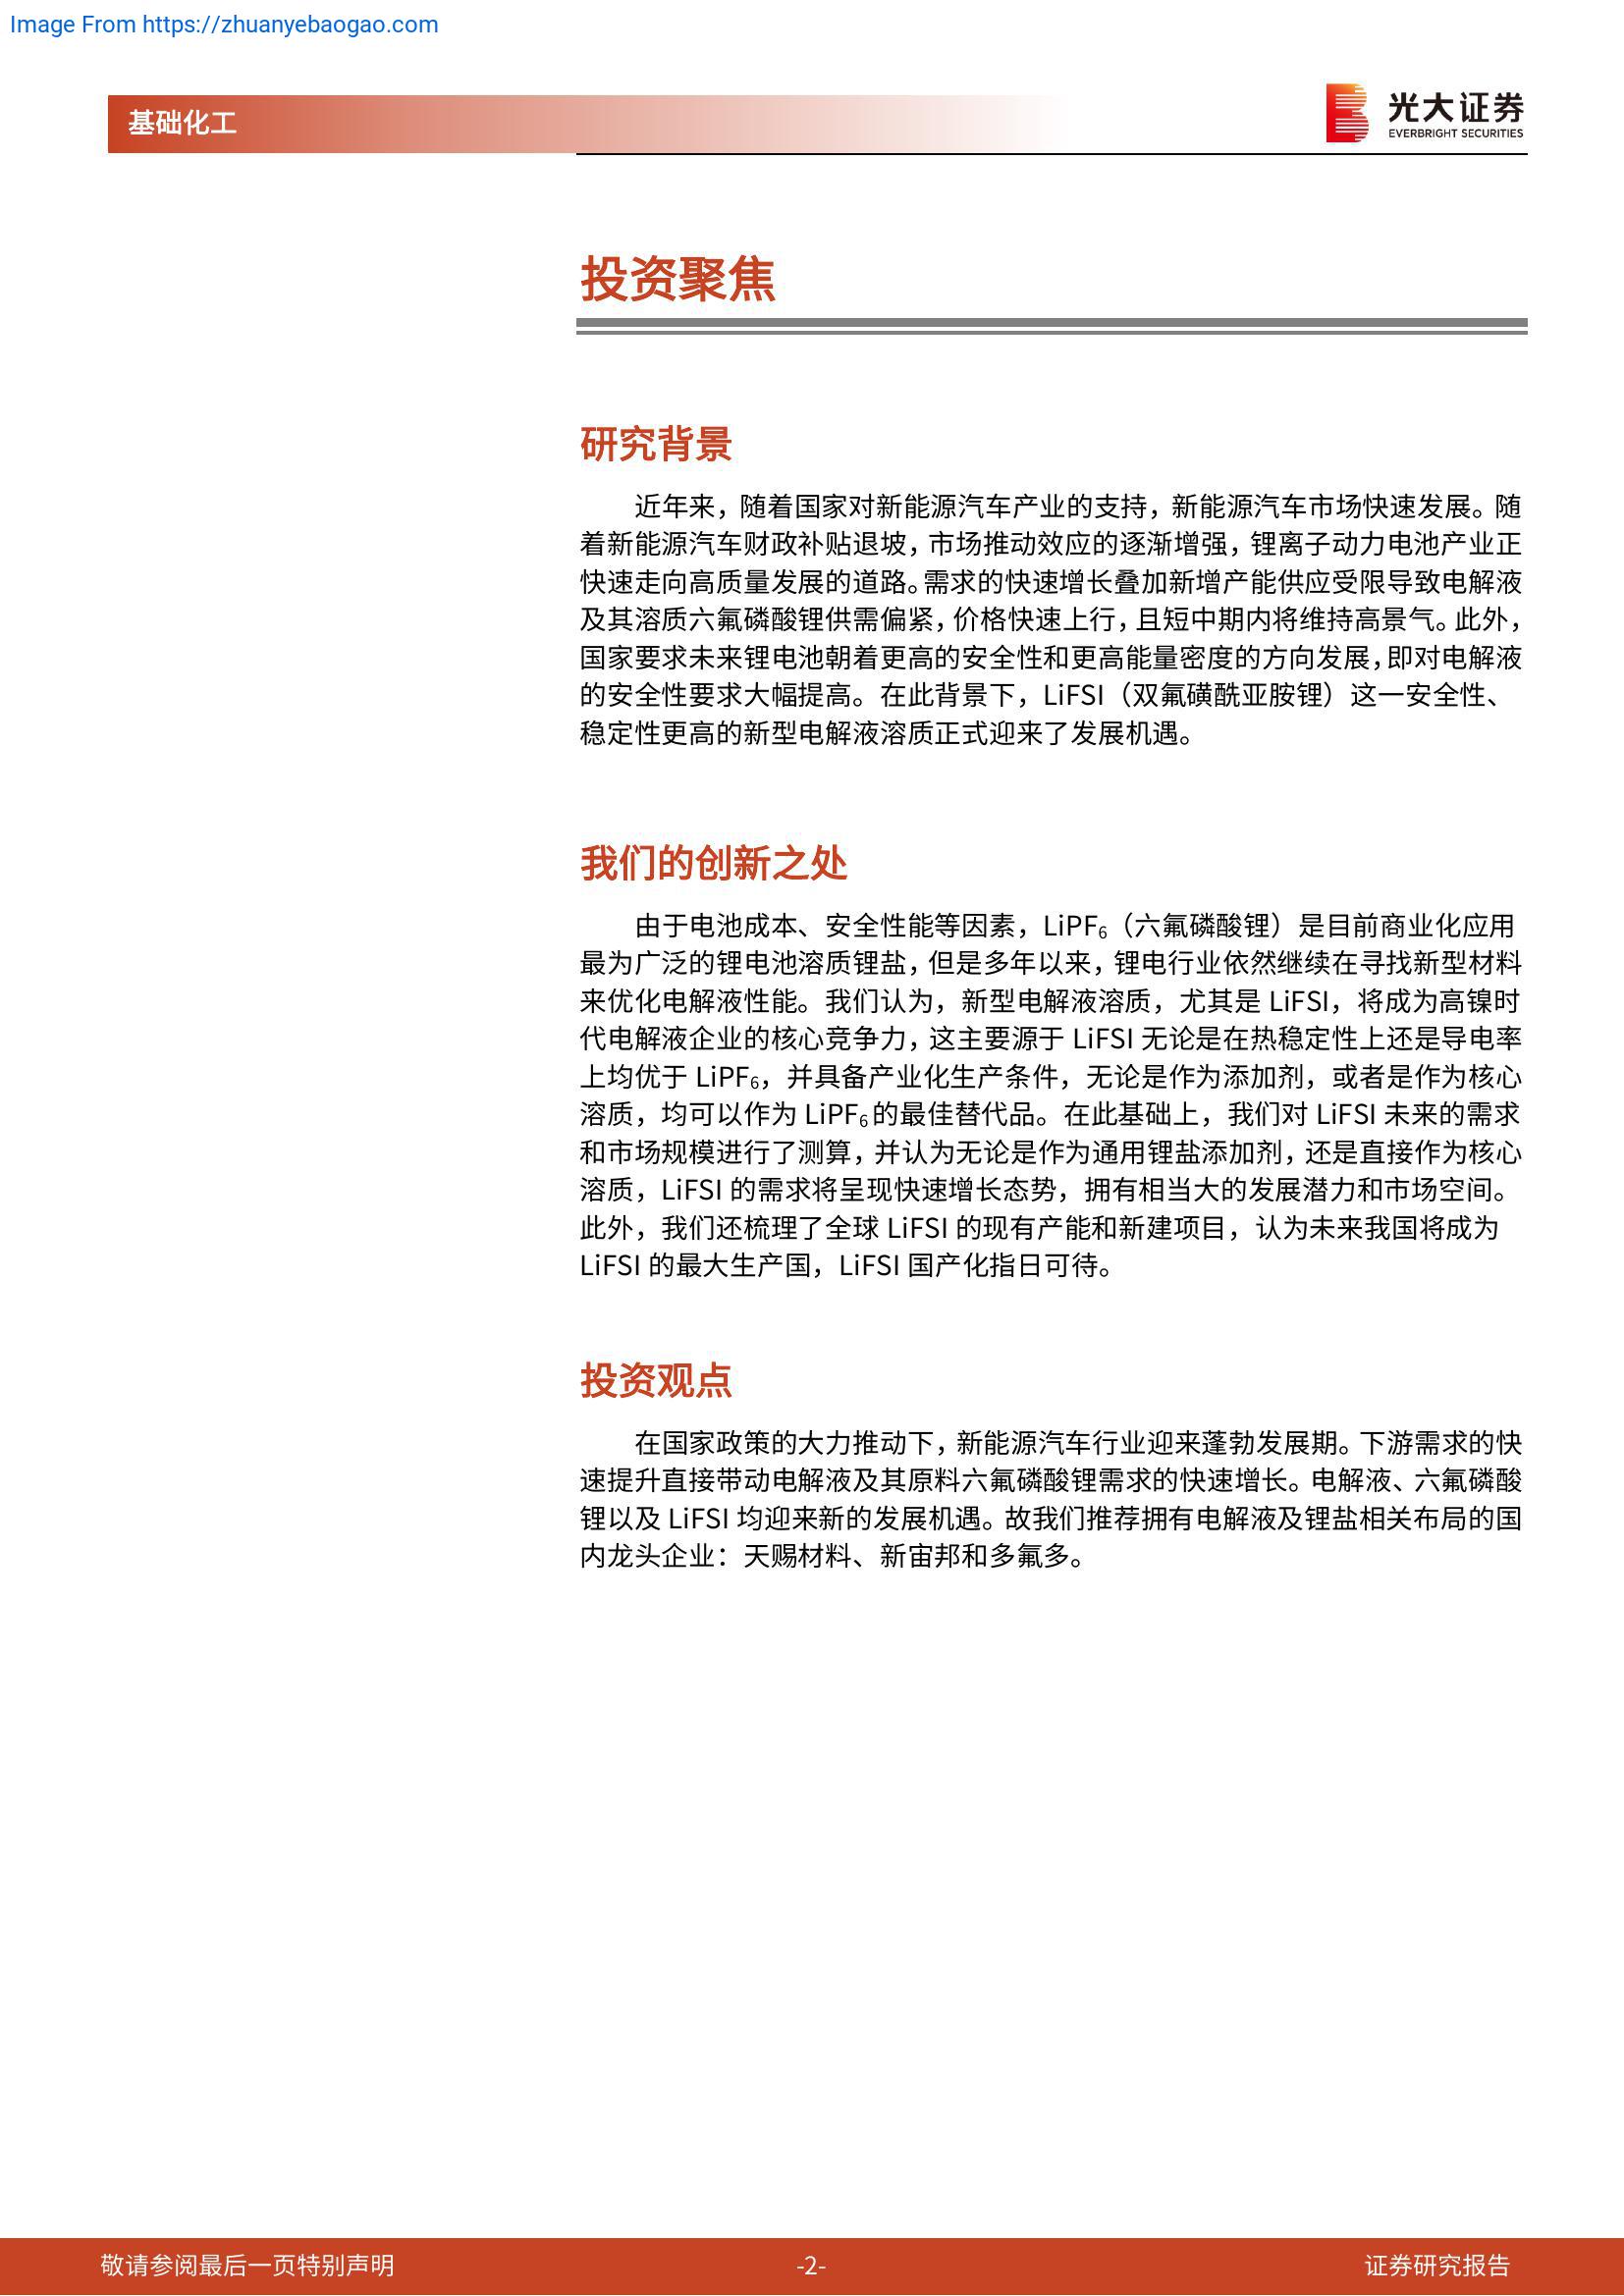 Image From https://zhuanyebaogao.com
基础化工
光大证券
EVERBRIGHT SECURITIES
投资聚焦
研究背景
近年来，随着国家对新能源汽车产业的支持，新能源汽车市场快速发展。随
着新能源汽车财政补贴退坡，市场推动效应的逐渐增强，锂离子动力电池产业正
快速走向高质量发展的道路。需求的快速增长叠加新增产能供应受限导致电解液
及其溶质六氟磷酸锂供需偏紧，价格快速上行，且短中期内将维持高景气。此外，
国家要求未来锂电池朝着更高的安全性和更高能量密度的方向发展，即对电解液
的安全性要求大幅提高。在此背景下，LiFSI（双氟磺酰亚胺锂）这一安全性、
稳定性更高的新型电解液溶质正式迎来了发展机遇。
我们的创新之处
由于电池成本、安全性能等因素，LiPF₆（六氟磷酸锂）是目前商业化应用
最为广泛的锂电池溶质锂盐，但是多年以来，锂电行业依然继续在寻找新型材料
来优化电解液性能。我们认为，新型电解液溶质，尤其是 LiFSI，将成为高镍时
代电解液企业的核心竞争力，这主要源于 LiFSI 无论是在热稳定性上还是导电率
上均优于 LiPF₆，并具备产业化生产条件，无论是作为添加剂，或者是作为核心
溶质，均可以作为 LiPF₆的最佳替代品。在此基础上，我们对 LiFSI 未来的需求
和市场规模进行了测算，并认为无论是作为通用锂盐添加剂，还是直接作为核心
溶质，LiFSI 的需求将呈现快速增长态势，拥有相当大的发展潜力和市场空间。
此外，我们还梳理了全球 LiFSI 的现有产能和新建项目，认为未来我国将成为
LiFSI 的最大生产国，LiFSI 国产化指日可待。
投资观点
在国家政策的大力推动下，新能源汽车行业迎来蓬勃发展期。下游需求的快
速提升直接带动电解液及其原料六氟磷酸锂需求的快速增长。电解液、六氟磷酸
锂以及 LiFSI 均迎来新的发展机遇。故我们推荐拥有电解液及锂盐相关布局的国
内龙头企业：天赐材料、新宙邦和多氟多。
敬请参阅最后一页特别声明
-2-
证券研究报告